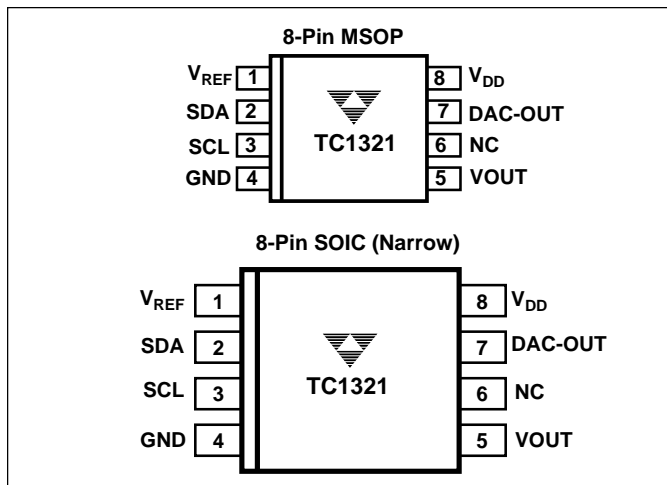 8-Pin MSOP
VREF 1 8 VDD
SDA 2 7 DAC-OUT
TC1321
SCL 3 6 NC
GND 4 5 VOUT
8-Pin SOIC (Narrow)
VREF 1 8 VDD
SDA 2 7 DAC-OUT
TC1321
SCL 3 6 NC
GND 4 5 VOUT